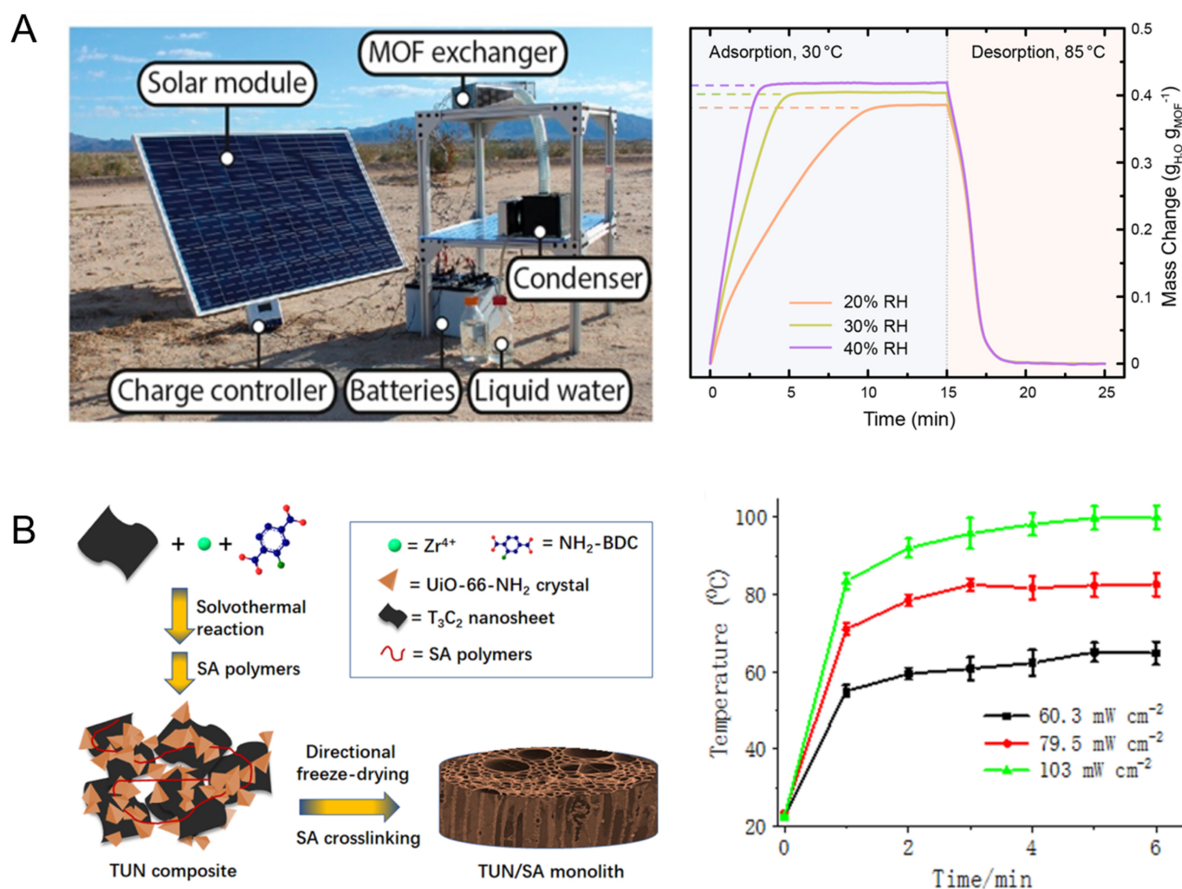 A
Solar module
MOF exchanger
Condenser
Charge controller
Batteries
Liquid water
Adsorption, 30 °C
Desorption, 85 °C
20% RH
30% RH
40% RH
0 5 10 15 20 25
Time (min)
0.5
0.4
0.3
0.2
0.1
0
Mass Change (gH2O gMOF-1)
B
+ +
Solvothermal
reaction
SA polymers
= Zr4+
= NH2-BDC
= UiO-66-NH2 crystal
= T3C2 nanosheet
= SA polymers
TUN composite
Directional
freeze-drying
SA crosslinking
TUN/SA monolith
Temperature (ºC)
100
80
60
40
20
60.3 mW cm-2
79.5 mW cm-2
103 mW cm-2
0 2 4 6
Time/min